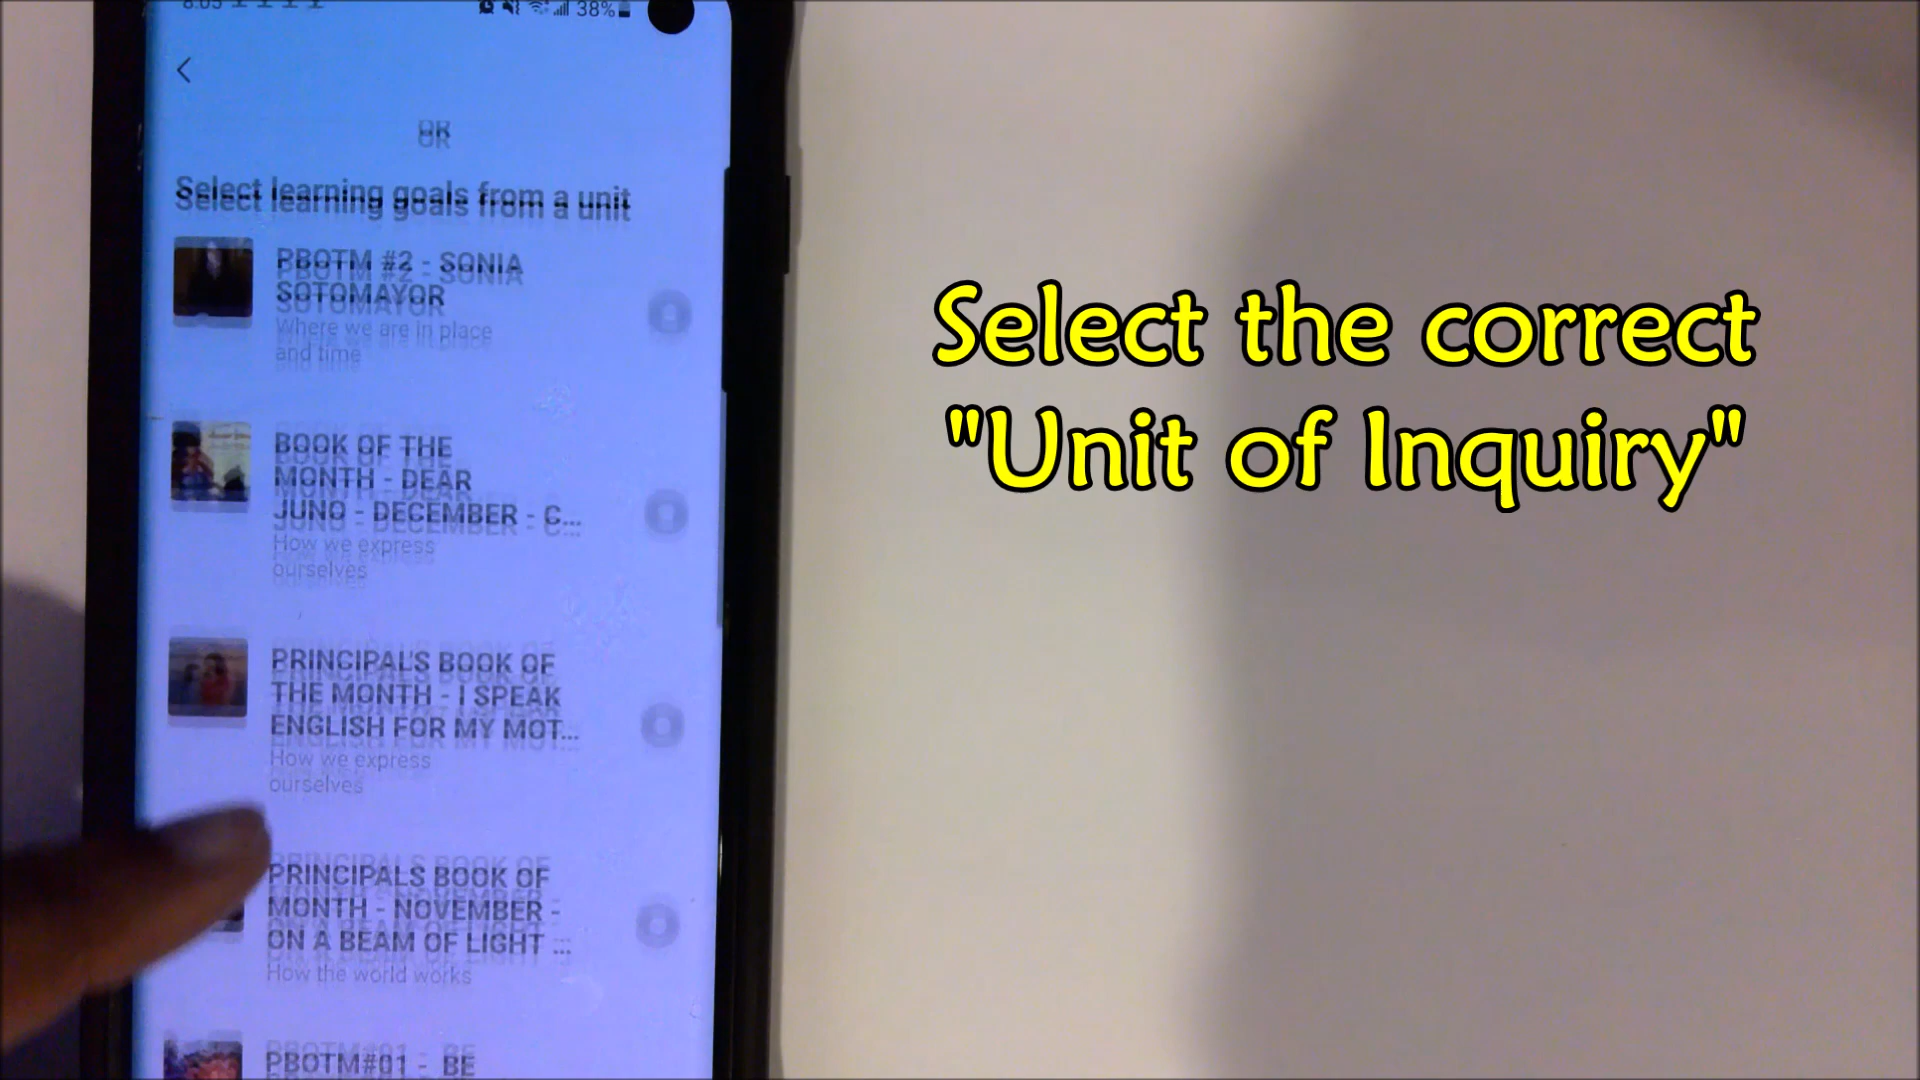 8:05
38%
OR
Select learning goals from a unit
PBOTM #2 - SONIA
SOTOMAYOR
Where we are in place
and time
BOOK OF THE
MONTH - DEAR
JUNO - DECEMBER - C...
How we express
ourselves
PRINCIPAL'S BOOK OF
THE MONTH - I SPEAK
ENGLISH FOR MY MOT...
How we express
ourselves
PRINCIPALS BOOK OF
MONTH - NOVEMBER -
ON A BEAM OF LIGHT ...
How the world works
PBOTM#01 - BE
Select the correct
"Unit of Inquiry"